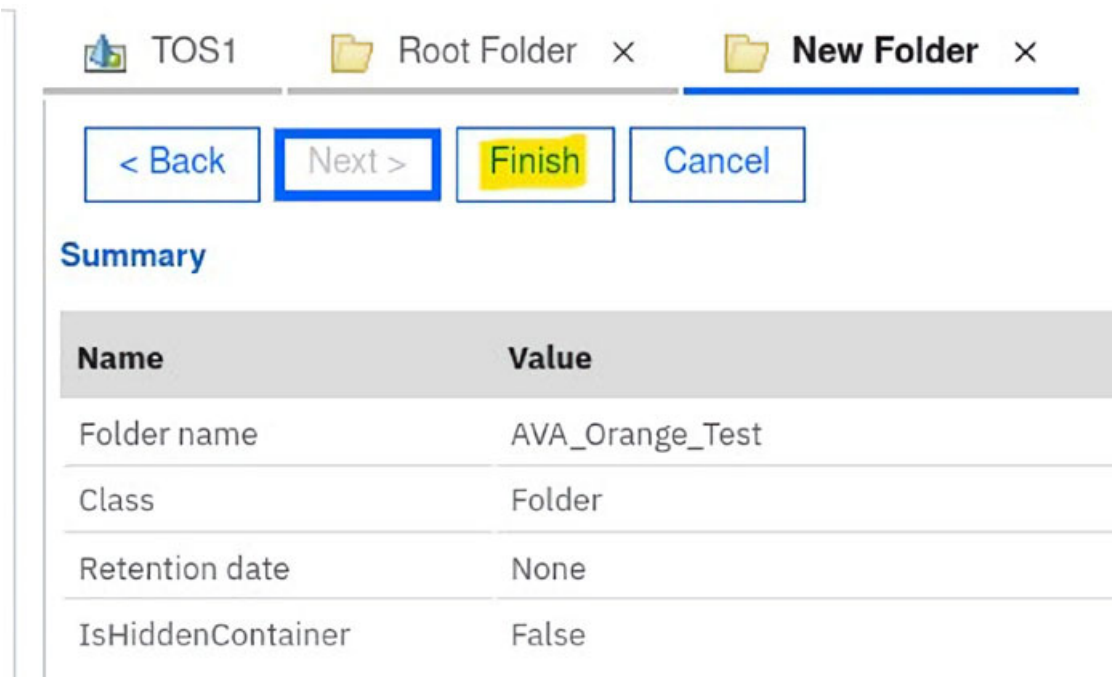 TOS1 Root Folder × New Folder ×
< Back Next > Finish Cancel
Summary
Name Value
Folder name AVA_Orange_Test
Class Folder
Retention date None
IsHiddenContainer False